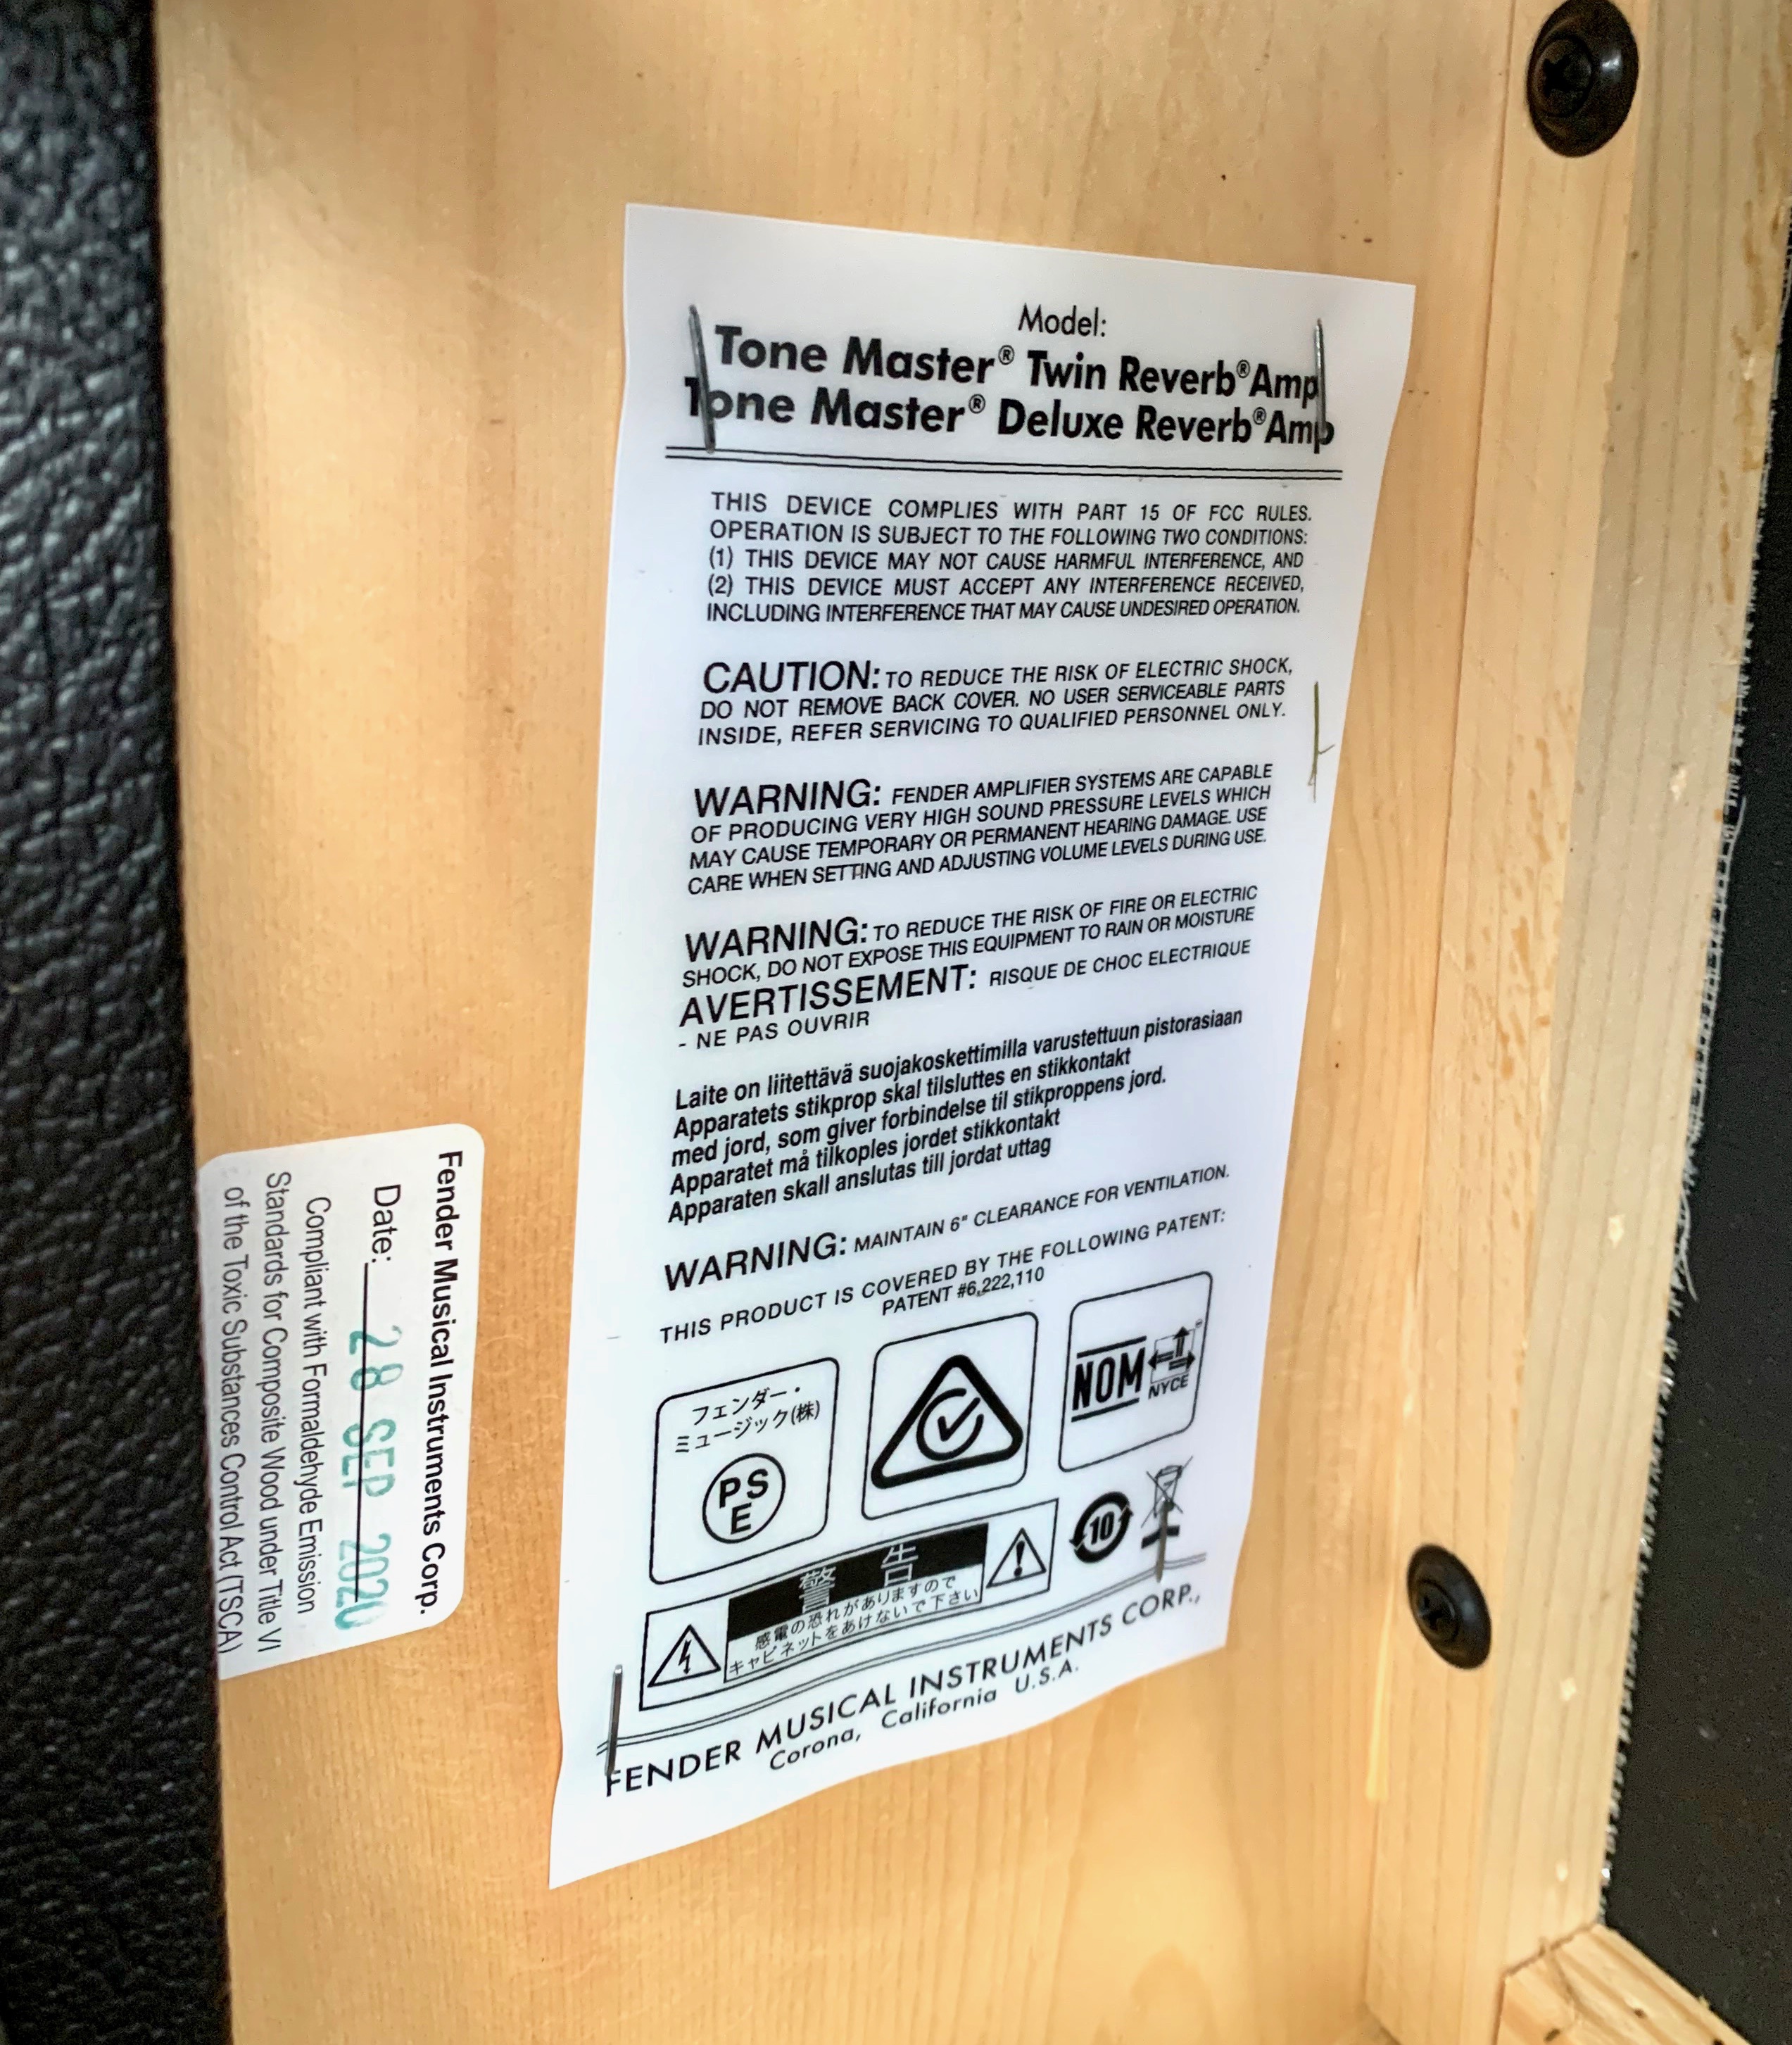 Model:
Tone Master® Twin Reverb® Amp
Tone Master® Deluxe Reverb® Amp
THIS DEVICE COMPLIES WITH PART 15 OF FCC RULES.
OPERATION IS SUBJECT TO THE FOLLOWING TWO CONDITIONS:
(1) THIS DEVICE MAY NOT CAUSE HARMFUL INTERFERENCE, AND
(2) THIS DEVICE MUST ACCEPT ANY INTERFERENCE RECEIVED,
INCLUDING INTERFERENCE THAT MAY CAUSE UNDESIRED OPERATION.
CAUTION: TO REDUCE THE RISK OF ELECTRIC SHOCK,
DO NOT REMOVE BACK COVER. NO USER SERVICEABLE PARTS
INSIDE, REFER SERVICING TO QUALIFIED PERSONNEL ONLY.
WARNING: FENDER AMPLIFIER SYSTEMS ARE CAPABLE
OF PRODUCING VERY HIGH SOUND PRESSURE LEVELS WHICH
MAY CAUSE TEMPORARY OR PERMANENT HEARING DAMAGE. USE
CARE WHEN SETTING AND ADJUSTING VOLUME LEVELS DURING USE.
WARNING: TO REDUCE THE RISK OF FIRE OR ELECTRIC
SHOCK, DO NOT EXPOSE THIS EQUIPMENT TO RAIN OR MOISTURE
AVERTISSEMENT: RISQUE DE CHOC ELECTRIQUE
- NE PAS OUVRIR
Laite on liitettävä suojakoskettimilla varustettuun pistorasiaan
Apparatets stikprop skal tilsluttes en stikkontakt
med jord, som giver forbindelse til stikproppens jord.
Apparatet må tilkoples jordet stikkontakt
Apparaten skall anslutas till jordat uttag
WARNING: MAINTAIN 6" CLEARANCE FOR VENTILATION.
THIS PRODUCT IS COVERED BY THE FOLLOWING PATENT:
PATENT #6,222,110
フェンダー・
ミュージック(株)
PS
E
NOM
NYCE
10
警告
感電の恐れがありますので
キャビネットをあけないで下さい
FENDER MUSICAL INSTRUMENTS CORP.,
Corona, California U.S.A.
Fender Musical Instruments Corp.
Date: 28 SEP 2020
Compliant with Formaldehyde Emission
Standards for Composite Wood under Title VI
of the Toxic Substances Control Act (TSCA)